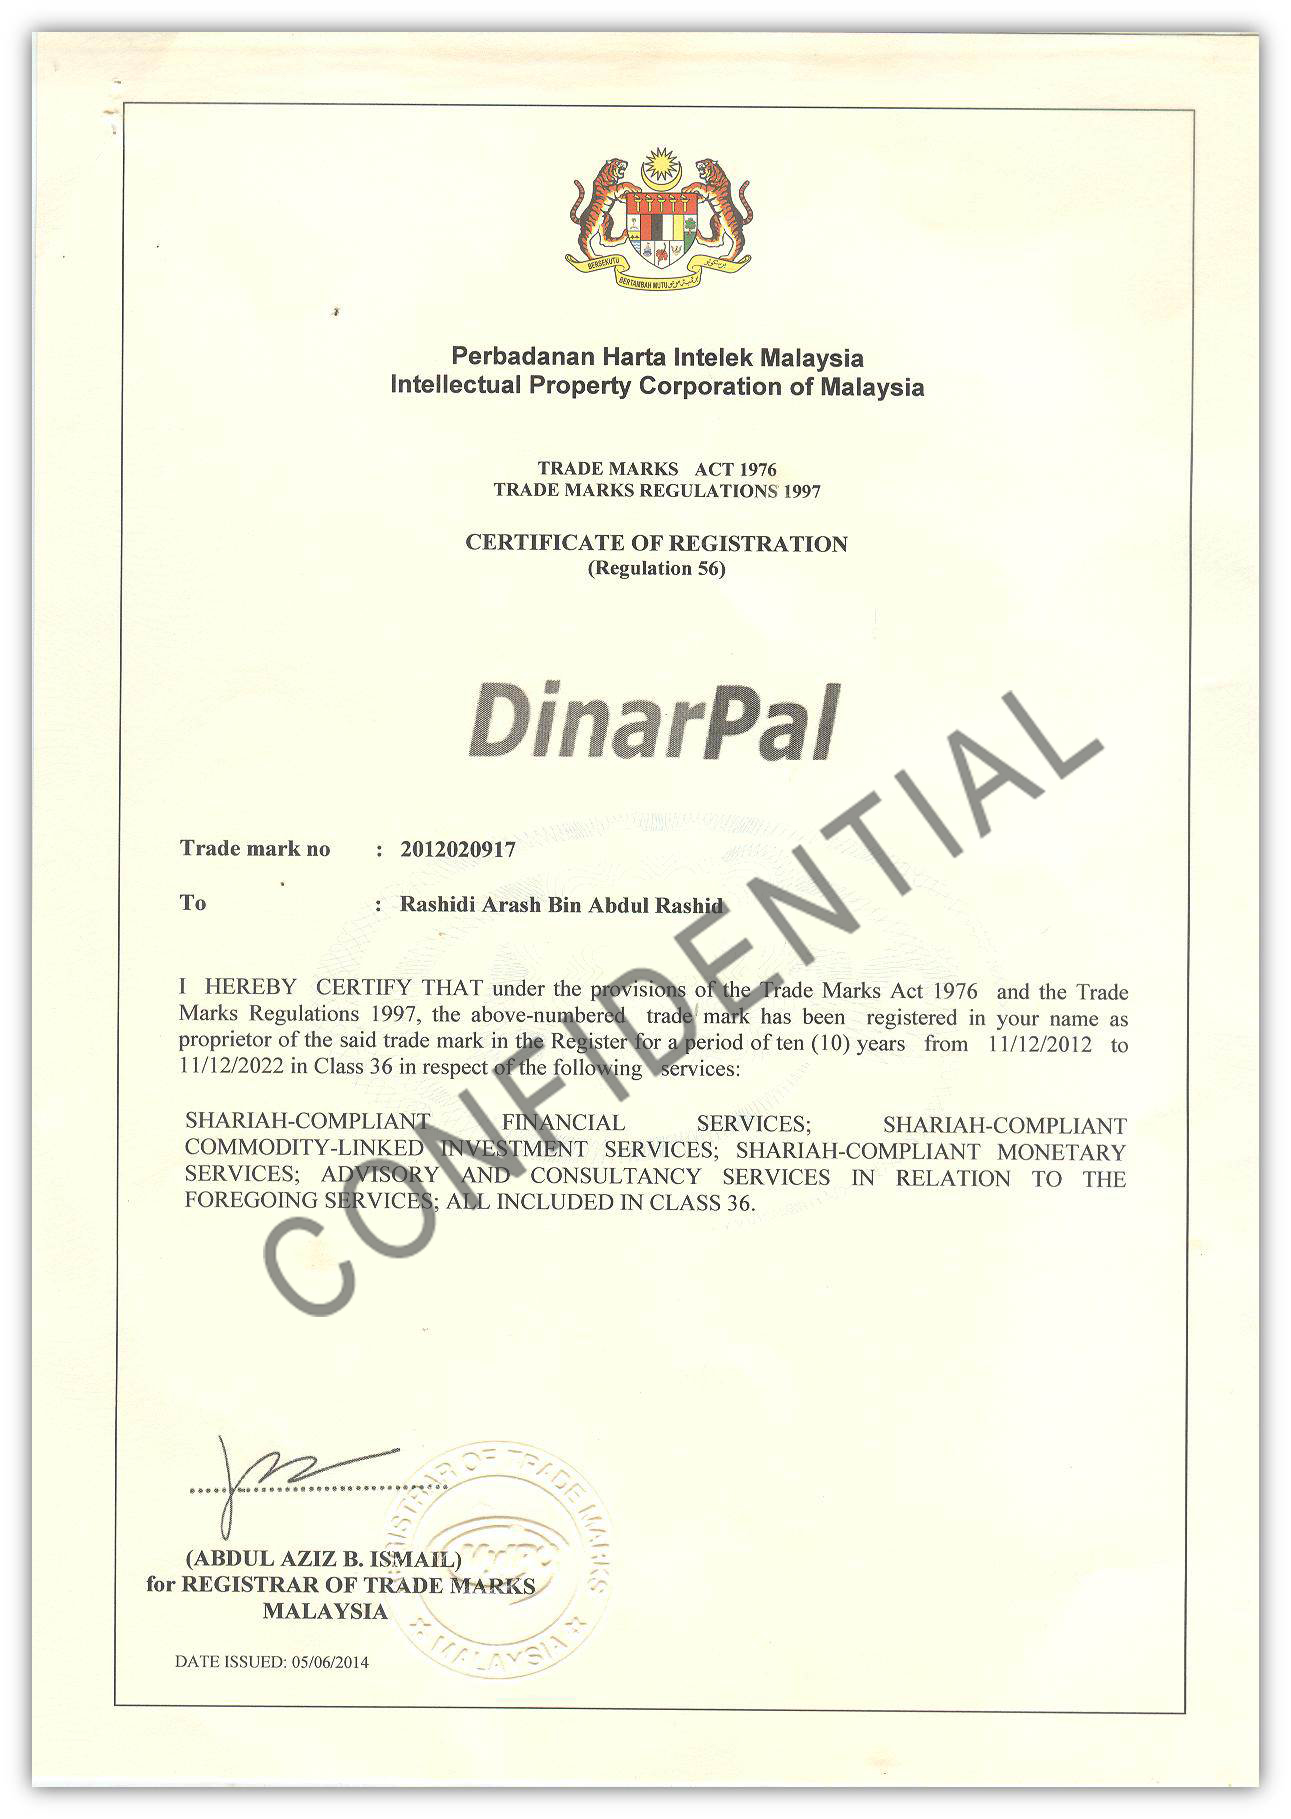 BERSEKUTU
BERTAMBAH MUTU
Perbadanan Harta Intelek Malaysia
Intellectual Property Corporation of Malaysia
TRADE MARKS ACT 1976
TRADE MARKS REGULATIONS 1997
CERTIFICATE OF REGISTRATION
(Regulation 56)
DinarPal
Trade mark no : 2012020917
To : Rashidi Arash Bin Abdul Rashid
I HEREBY CERTIFY THAT under the provisions of the Trade Marks Act 1976 and the Trade
Marks Regulations 1997, the above-numbered trade mark has been registered in your name as
proprietor of the said trade mark in the Register for a period of ten (10) years from 11/12/2012 to
11/12/2022 in Class 36 in respect of the following services:
SHARIAH-COMPLIANT FINANCIAL SERVICES; SHARIAH-COMPLIANT
COMMODITY-LINKED INVESTMENT SERVICES; SHARIAH-COMPLIANT MONETARY
SERVICES; ADVISORY AND CONSULTANCY SERVICES IN RELATION TO THE
FOREGOING SERVICES; ALL INCLUDED IN CLASS 36.
CONFIDENTIAL
(ABDUL AZIZ B. ISMAIL)
for REGISTRAR OF TRADE MARKS
MALAYSIA
REGISTRAR OF TRADE MARKS
MyIPO
MALAYSIA
DATE ISSUED: 05/06/2014